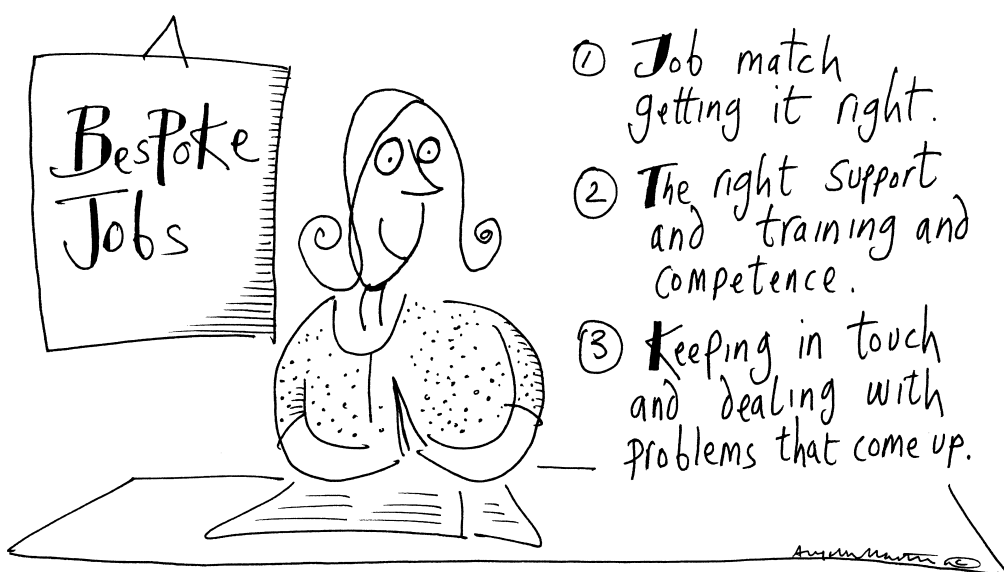 Bespoke
Jobs
1 Job match
getting it right.
2 The right support
and training and
competence.
3 Keeping in touch
and dealing with
problems that come up.